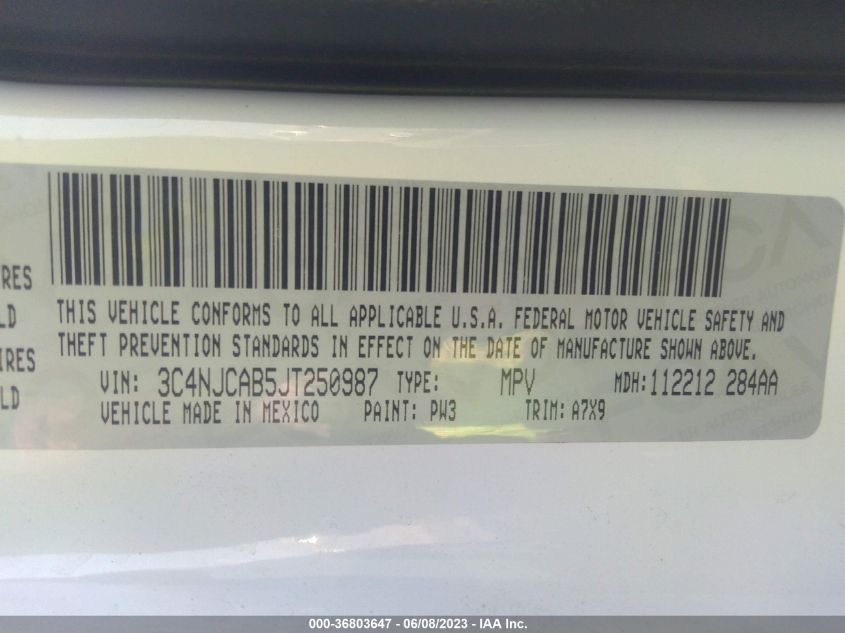 RES
LD
IRES
LD
THIS VEHICLE CONFORMS TO ALL APPLICABLE U.S.A. FEDERAL MOTOR VEHICLE SAFETY AND
THEFT PREVENTION STANDARDS IN EFFECT ON THE DATE OF MANUFACTURE SHOWN ABOVE.
VIN: 3C4NJCAB5JT250987 TYPE: MPV MDH: 112212 284AA
VEHICLE MADE IN MEXICO PAINT: PW3 TRIM: A7X9
000-36803647 - 06/08/2023 - IAA Inc.